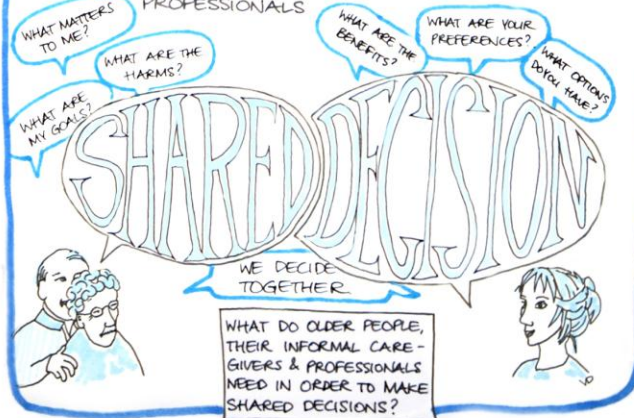 PROFESSIONALS
WHAT MATTERS
TO ME?
WHAT ARE THE
HARMS?
WHAT ARE
MY GOALS?
WHAT ARE THE
BENEFITS?
WHAT ARE YOUR
PREFERENCES?
WHAT OPTIONS
DO YOU HAVE?
SHARED DECISION
WE DECIDE
TOGETHER
WHAT DO OLDER PEOPLE,
THEIR INFORMAL CARE-
GIVERS & PROFESSIONALS
NEED IN ORDER TO MAKE
SHARED DECISIONS?